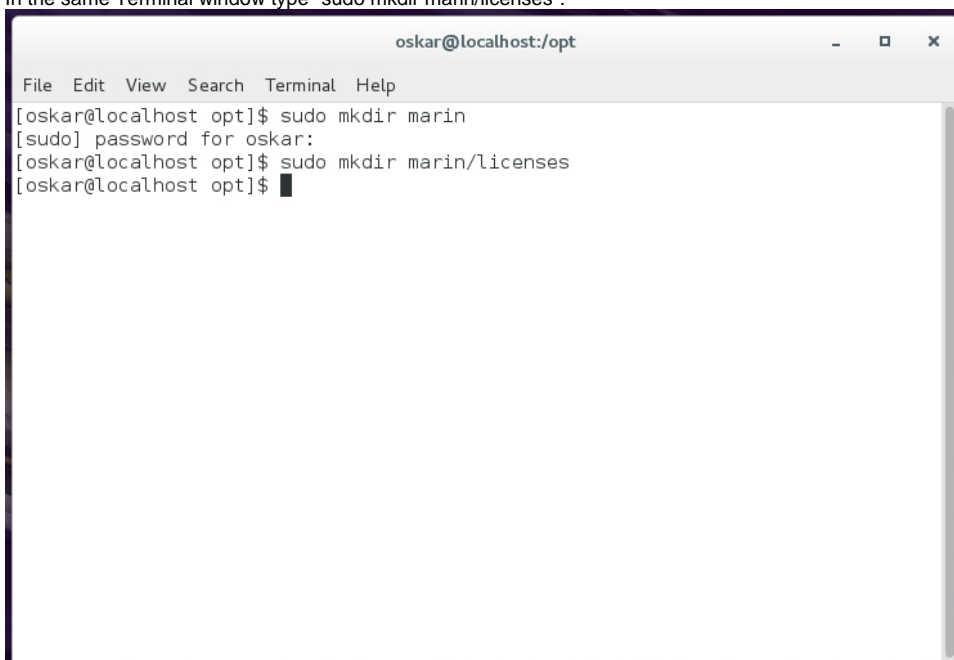 In the same Terminal window type "sudo mkdir marin/licenses".
oskar@localhost:/opt
File Edit View Search Terminal Help
[oskar@localhost opt]$ sudo mkdir marin
[sudo] password for oskar:
[oskar@localhost opt]$ sudo mkdir marin/licenses
[oskar@localhost opt]$